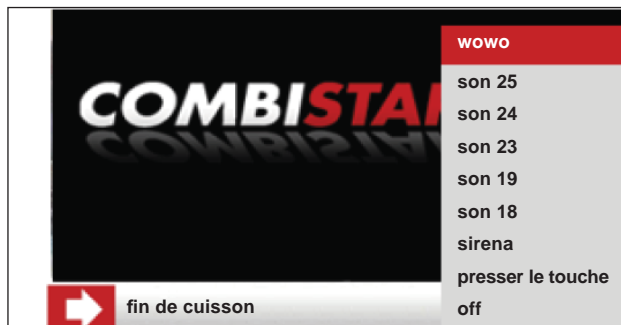 COMBISTAR
wowo
son 25
son 24
son 23
son 19
son 18
sirena
presser le touche
off
fin de cuisson